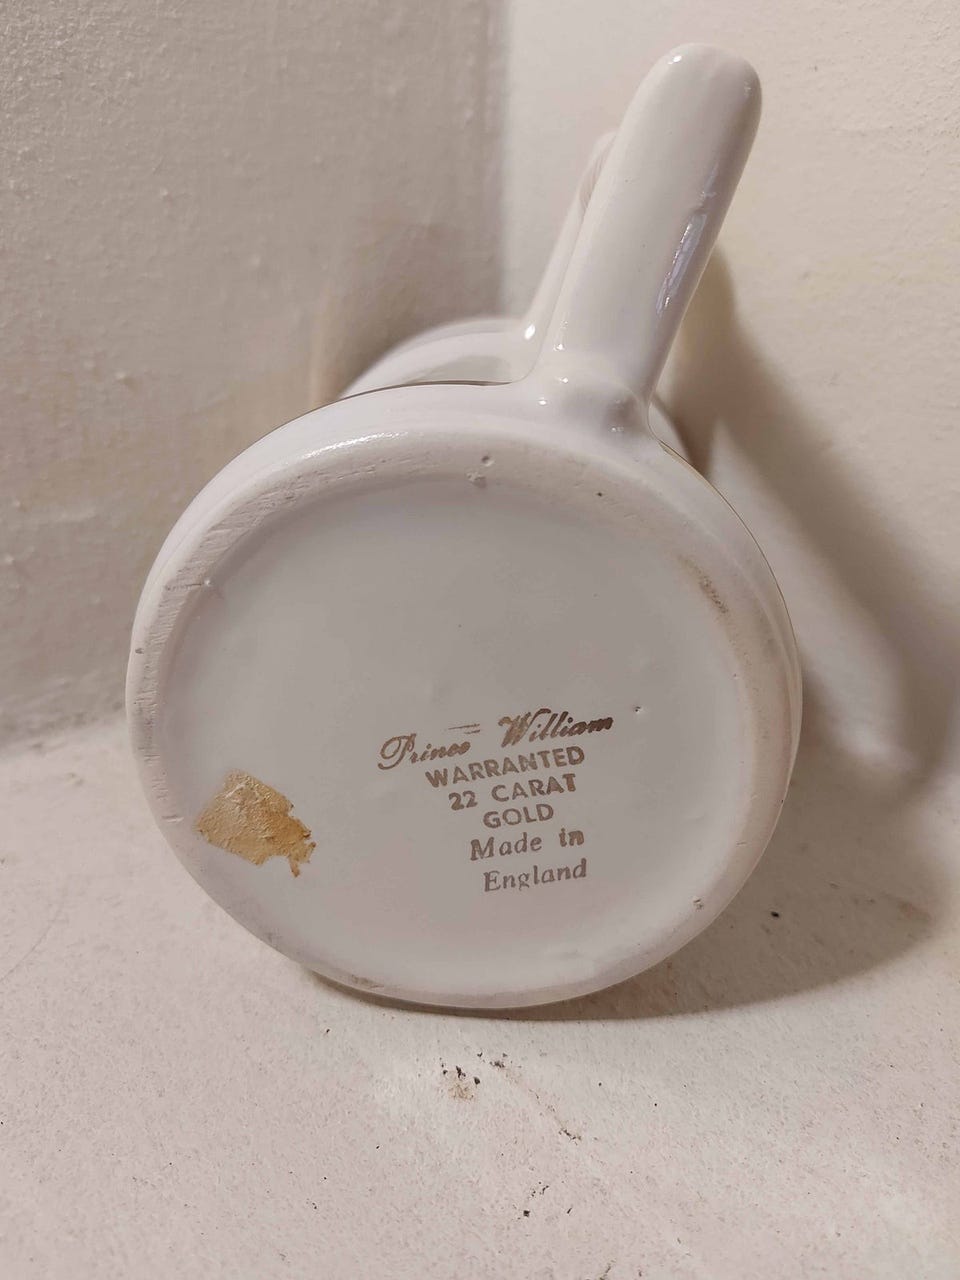 Prince William
WARRANTED
22 CARAT
GOLD
Made in
England